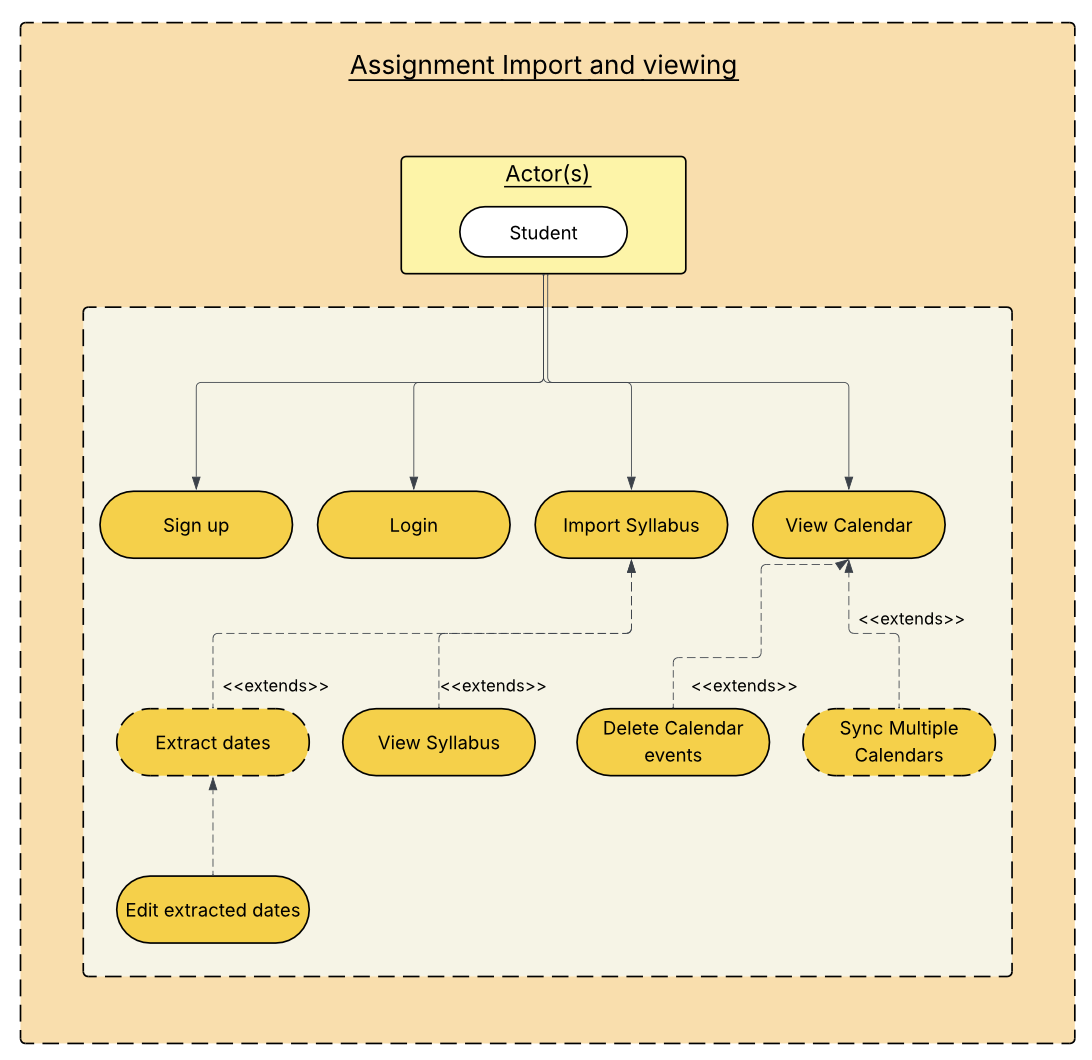 Assignment Import and viewing
Actor(s)
Student
Sign up
Login
Import Syllabus
View Calendar
<<extends>>
<<extends>>
<<extends>>
<<extends>>
Extract dates
View Syllabus
Delete Calendar
events
Sync Multiple
Calendars
Edit extracted dates